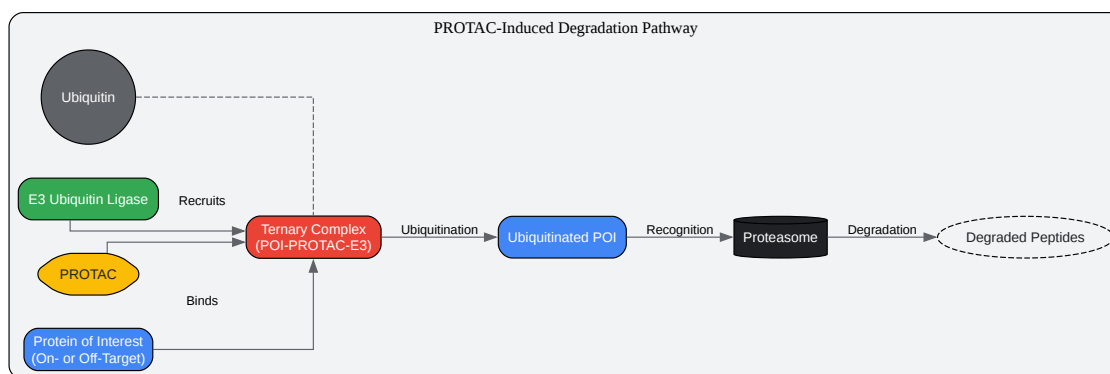 PROTAC-Induced Degradation Pathway
Ubiquitin
E3 Ubiquitin Ligase
Recruits
PROTAC
Binds
Protein of Interest
(On- or Off-Target)
Ternary Complex
(POI-PROTAC-E3)
Ubiquitination
Ubiquitinated POI
Recognition
Proteasome
Degradation
Degraded Peptides